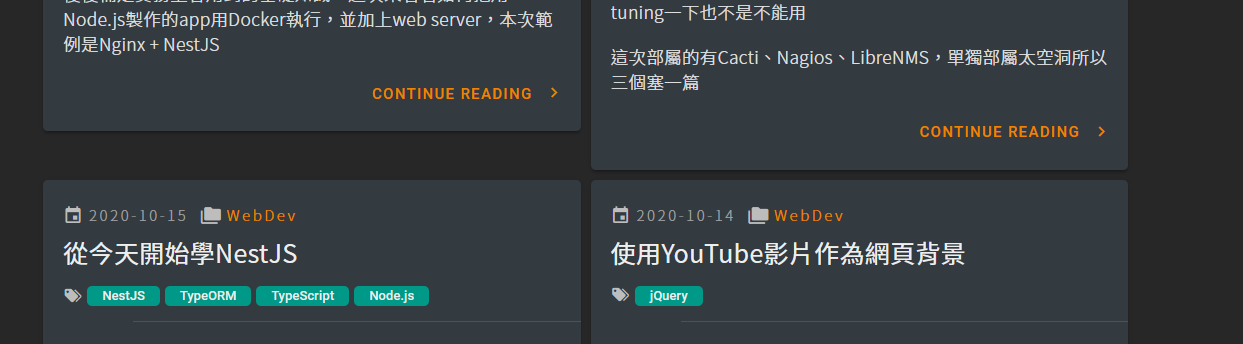 Node.js製作的app用Docker執行，並加上web server，本次範
例是Nginx + NestJS
CONTINUE READING
tuning一下也不是不能用
這次部屬的有Cacti、Nagios、LibreNMS，單獨部屬太空洞所以
三個塞一篇
CONTINUE READING
2020-10-15 WebDev
從今天開始學NestJS
NestJS TypeORM TypeScript Node.js
2020-10-14 WebDev
使用YouTube影片作為網頁背景
jQuery